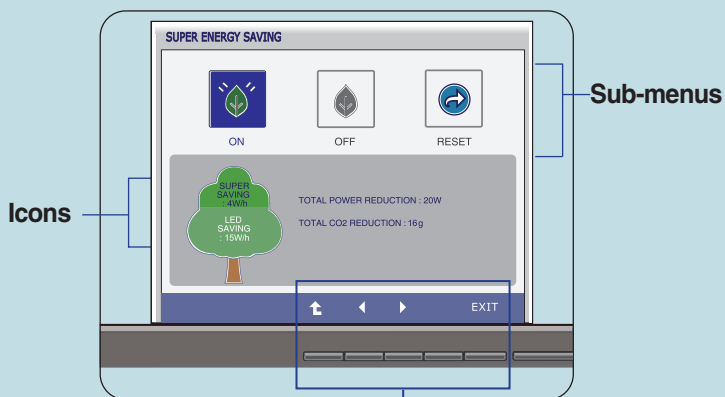 SUPER ENERGY SAVING
Sub-menus
ON
OFF
RESET
Icons
SUPER
SAVING
: 4W/h
LED
SAVING
: 15W/h
TOTAL POWER REDUCTION : 20W
TOTAL CO2 REDUCTION : 16g
EXIT